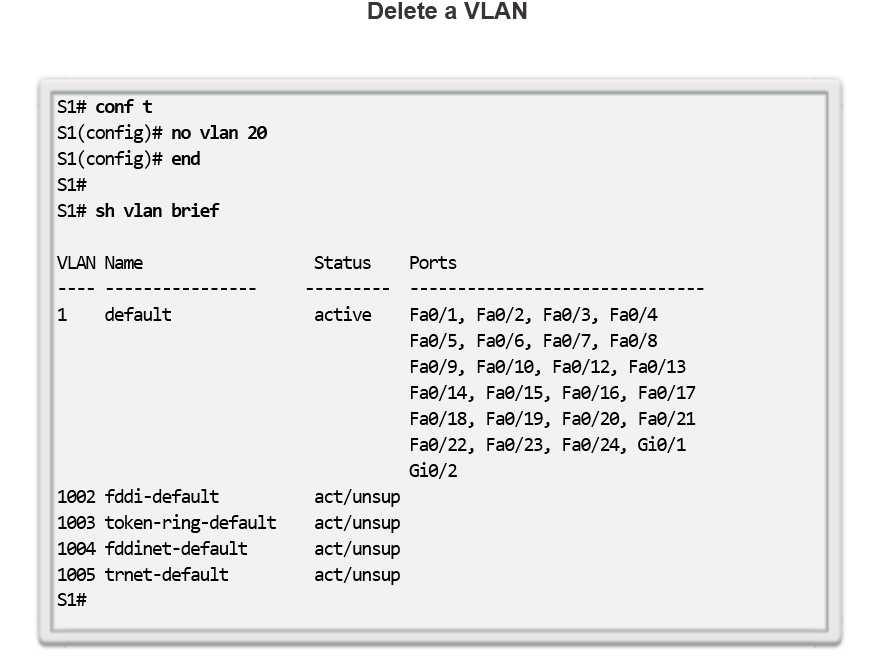 Delete a VLAN
S1# conf t
S1(config)# no vlan 20
S1(config)# end
S1#
S1# sh vlan brief
VLAN Name                  Status    Ports
---- ----------------     --------- -------------------------------
1    default               active    Fa0/1, Fa0/2, Fa0/3, Fa0/4
                                     Fa0/5, Fa0/6, Fa0/7, Fa0/8
                                     Fa0/9, Fa0/10, Fa0/12, Fa0/13
                                     Fa0/14, Fa0/15, Fa0/16, Fa0/17
                                     Fa0/18, Fa0/19, Fa0/20, Fa0/21
                                     Fa0/22, Fa0/23, Fa0/24, Gi0/1
                                     Gi0/2
1002 fddi-default          act/unsup
1003 token-ring-default    act/unsup
1004 fddinet-default       act/unsup
1005 trnet-default         act/unsup
S1#